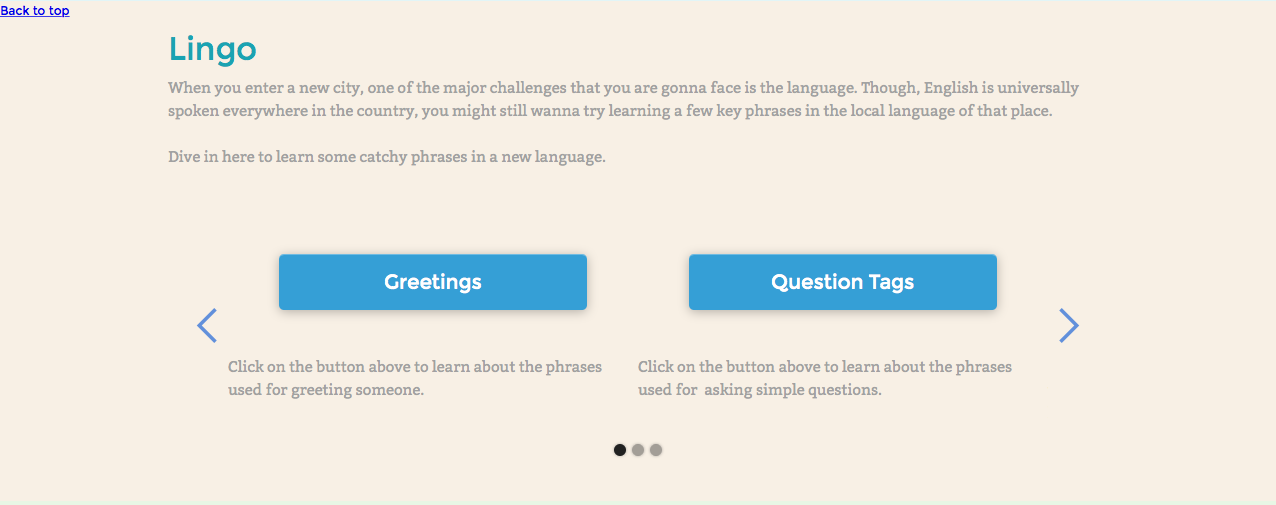 Back to top
Lingo
When you enter a new city, one of the major challenges that you are gonna face is the language. Though, English is universally
spoken everywhere in the country, you might still wanna try learning a few key phrases in the local language of that place.
Dive in here to learn some catchy phrases in a new language.
Greetings
Question Tags
Click on the button above to learn about the phrases
used for greeting someone.
Click on the button above to learn about the phrases
used for  asking simple questions.